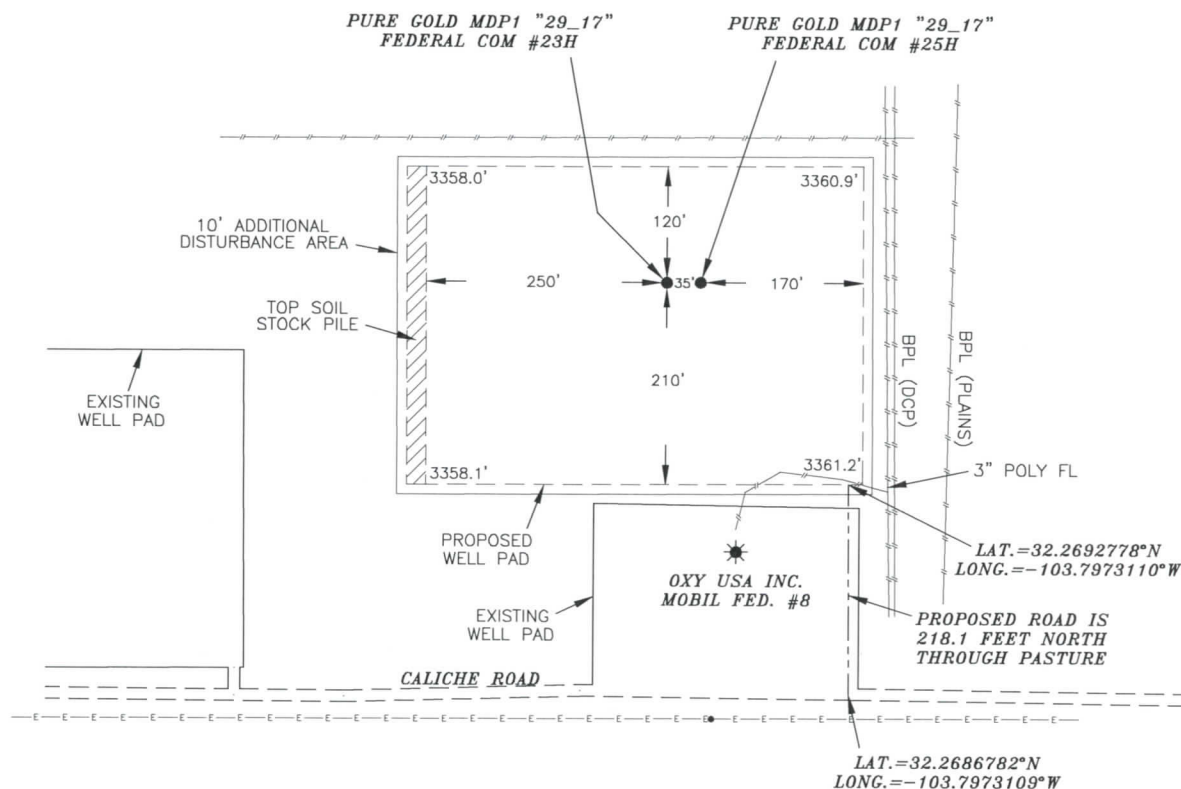 PURE GOLD MDP1 "29_17"
FEDERAL COM #23H
PURE GOLD MDP1 "29_17"
FEDERAL COM #25H
3358.0'
3360.9'
120'
10' ADDITIONAL
DISTURBANCE AREA
250'
35'
170'
TOP SOIL
STOCK PILE
BPL (DCP)
BPL (PLAINS)
210'
EXISTING
WELL PAD
3358.1'
3361.2'
3" POLY FL
PROPOSED
WELL PAD
LAT.=32.2692778°N
LONG.=-103.7973110°W
OXY USA INC.
MOBIL FED. #8
EXISTING
WELL PAD
PROPOSED ROAD IS
218.1 FEET NORTH
THROUGH PASTURE
CALICHE ROAD
E E E E E E E E E E E E E E E E E E E E E E E E E E E E E E E E E E E E E E E E E E
LAT.=32.2686782°N
LONG.=-103.7973109°W